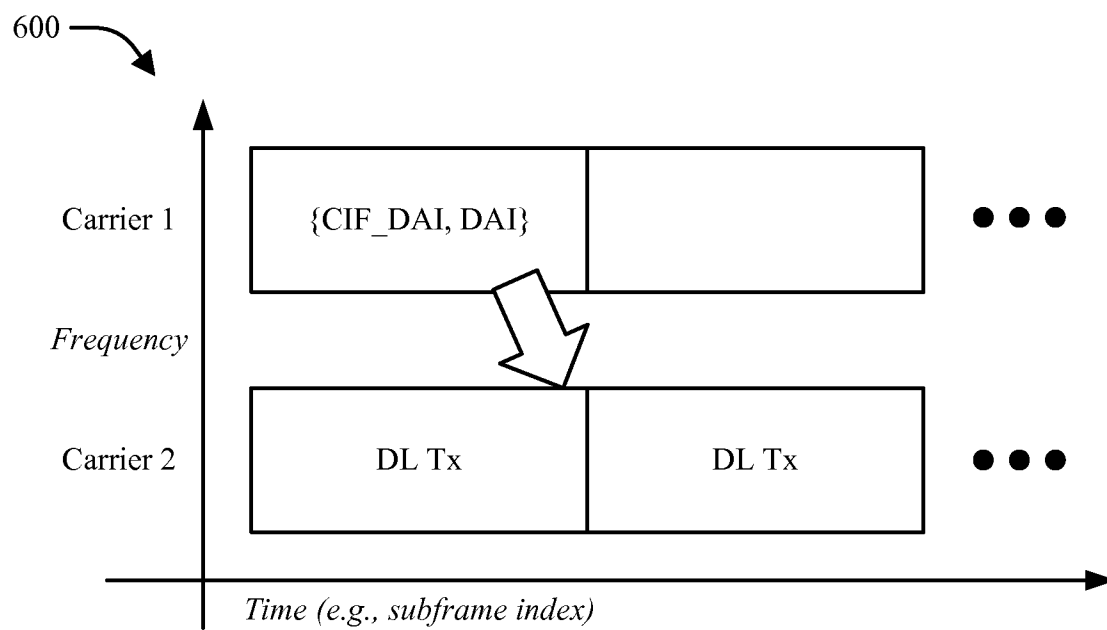 600
Carrier 1
{CIF_DAI, DAI}
Frequency
Carrier 2
DL Tx
DL Tx
Time (e.g., subframe index)